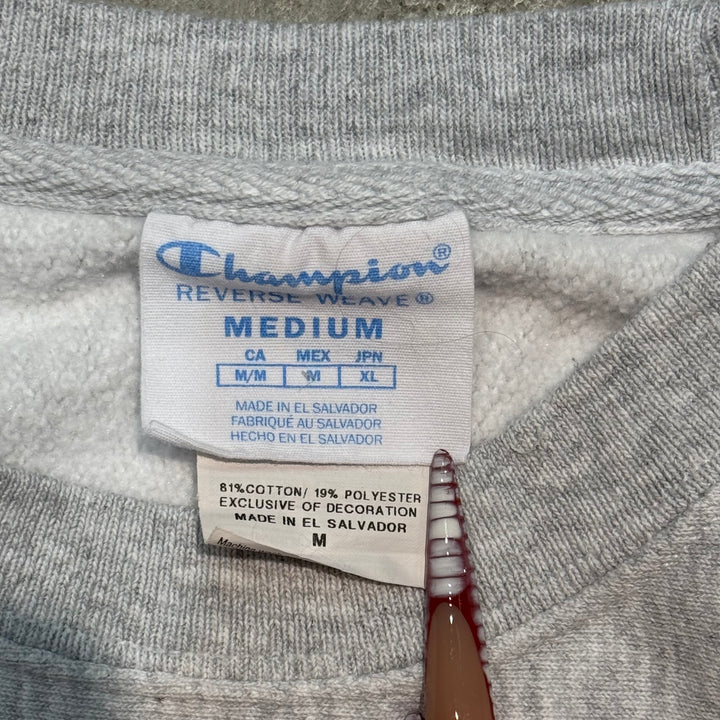 Champion®
REVERSE WEAVE®
MEDIUM
CA MEX JPN
M/M M XL
MADE IN EL SALVADOR
FABRIQUÉ AU SALVADOR
HECHO EN EL SALVADOR
81%COTTON/ 19% POLYESTER
EXCLUSIVE OF DECORATION
MADE IN EL SALVADOR
M
Machine